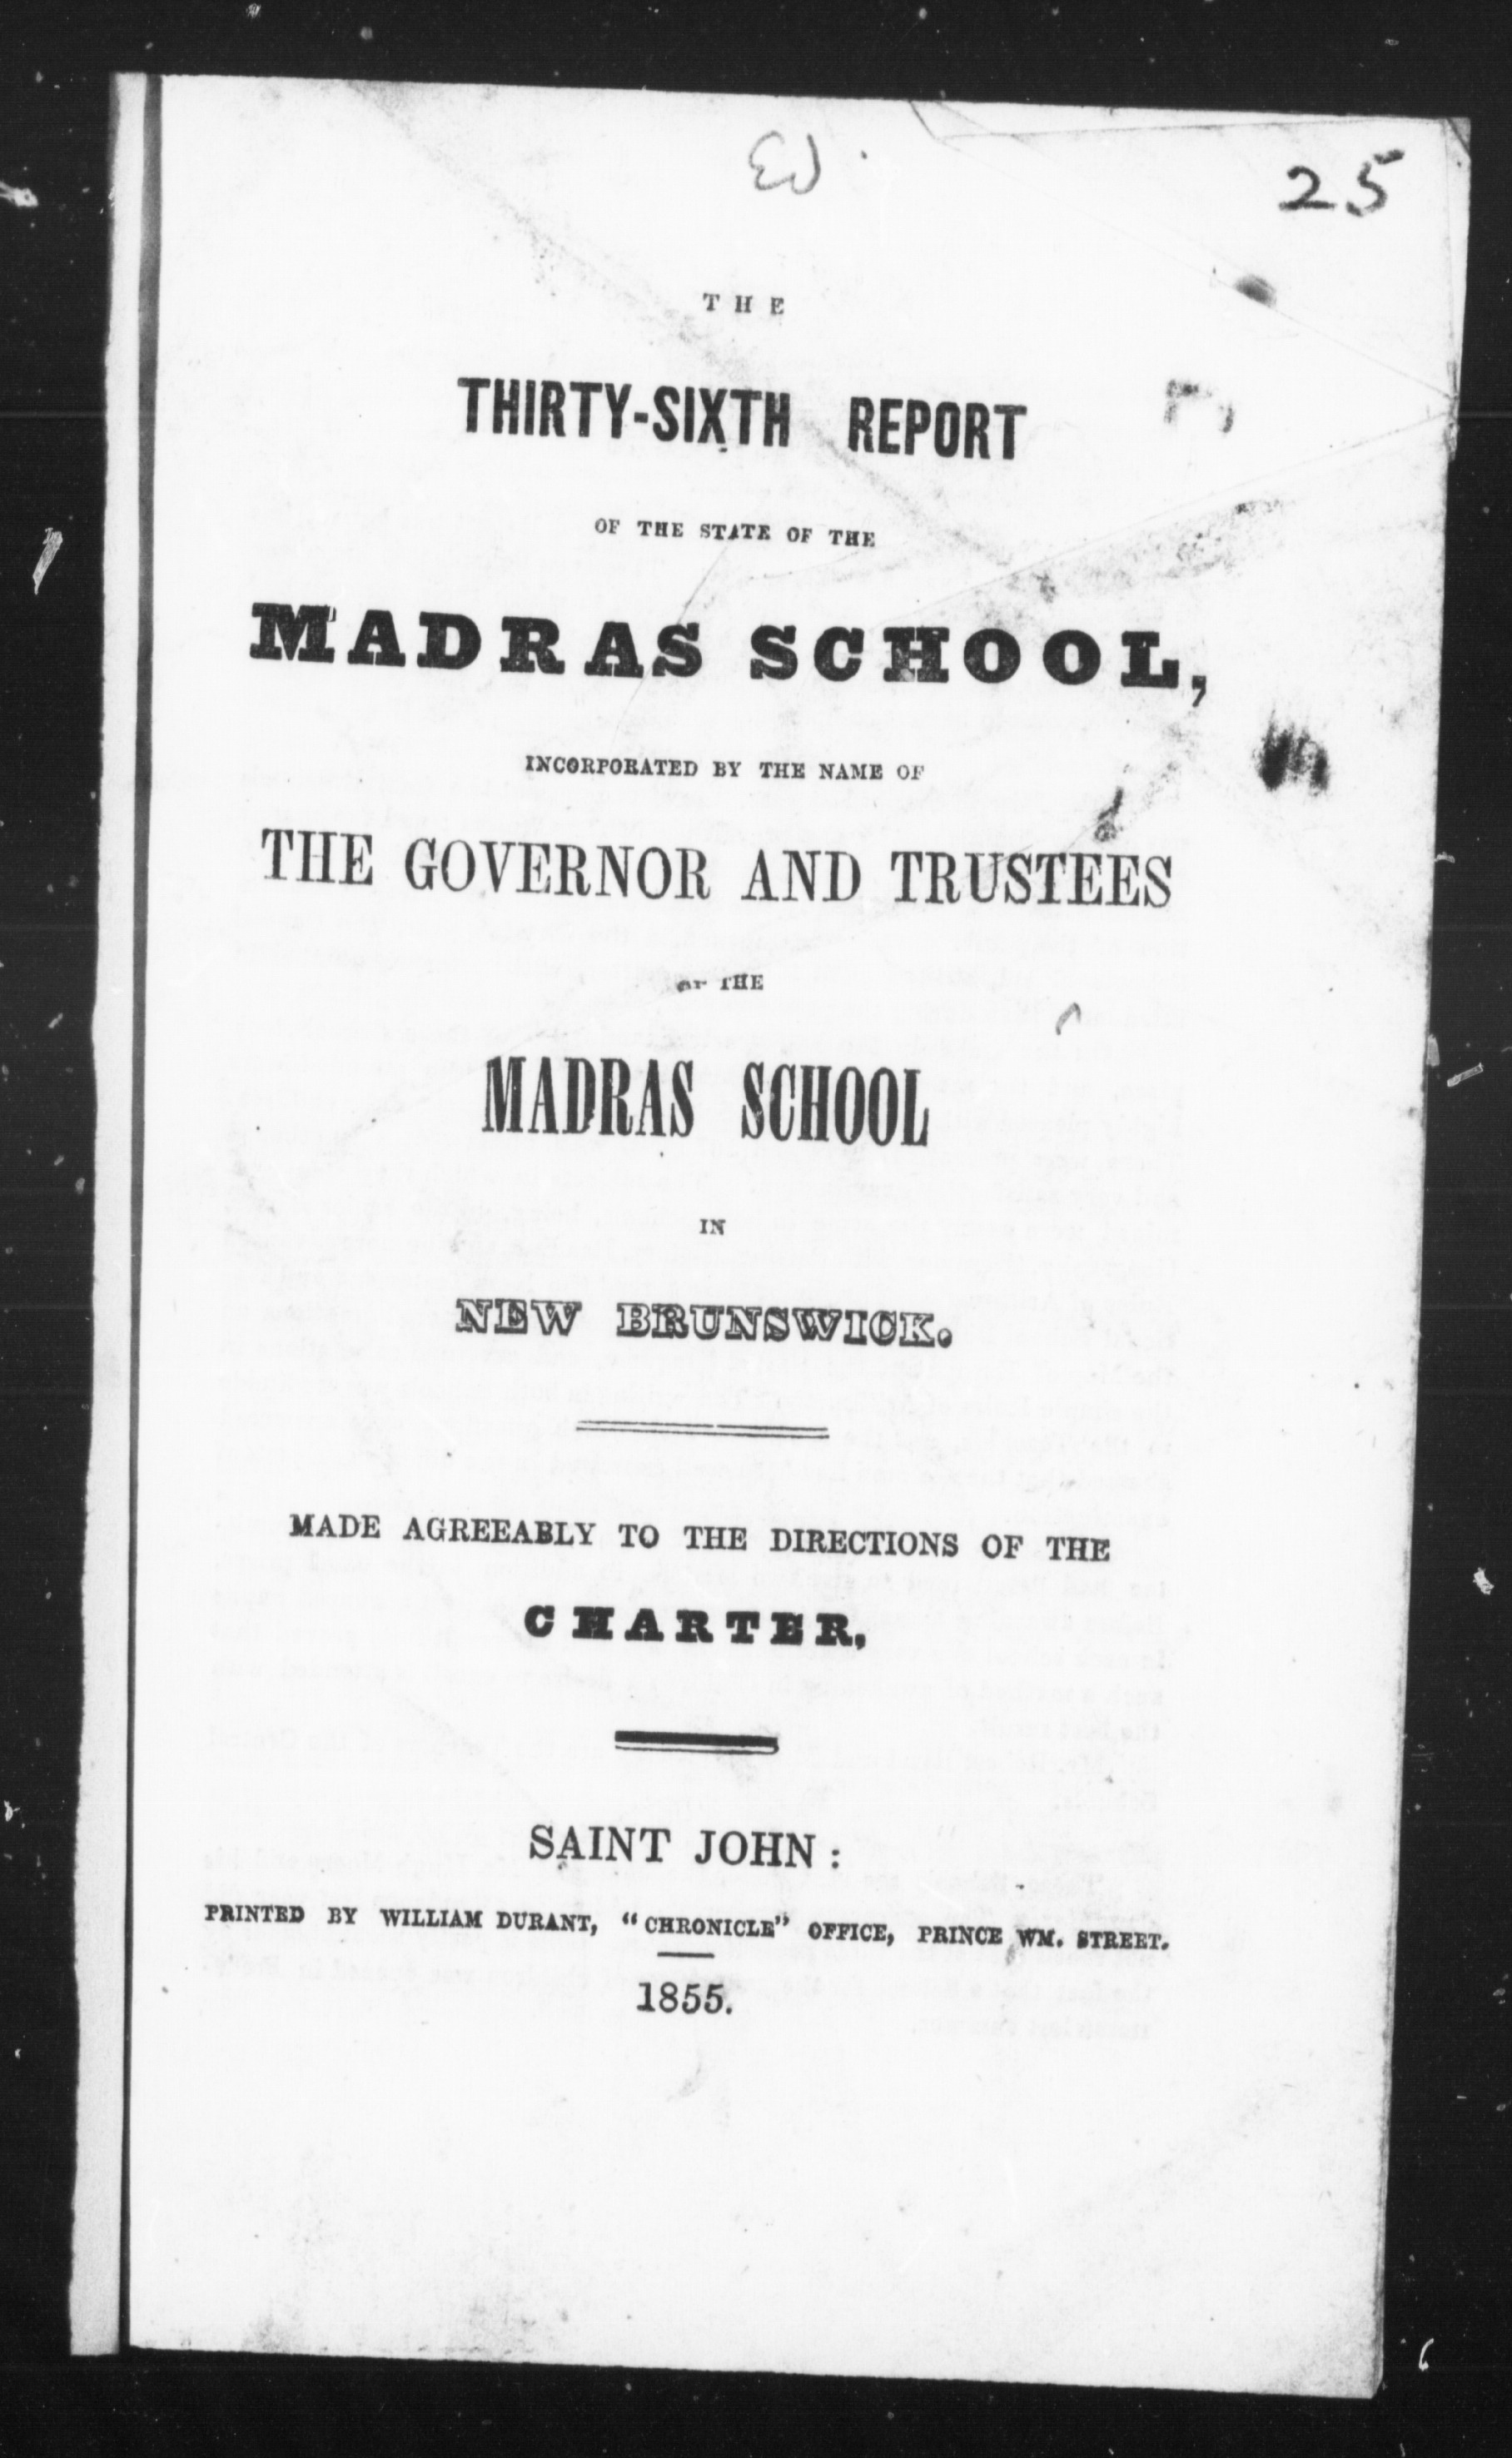 25
THE
THIRTY-SIXTH REPORT
OF THE STATE OF THE
MADRAS SCHOOL,
INCORPORATED BY THE NAME OF
THE GOVERNOR AND TRUSTEES
OF THE
MADRAS SCHOOL
IN
NEW BRUNSWICK.
MADE AGREEABLY TO THE DIRECTIONS OF THE
CHARTER,
SAINT JOHN:
PRINTED BY WILLIAM DURANT, "CHRONICLE" OFFICE, PRINCE WM. STREET.
1855.